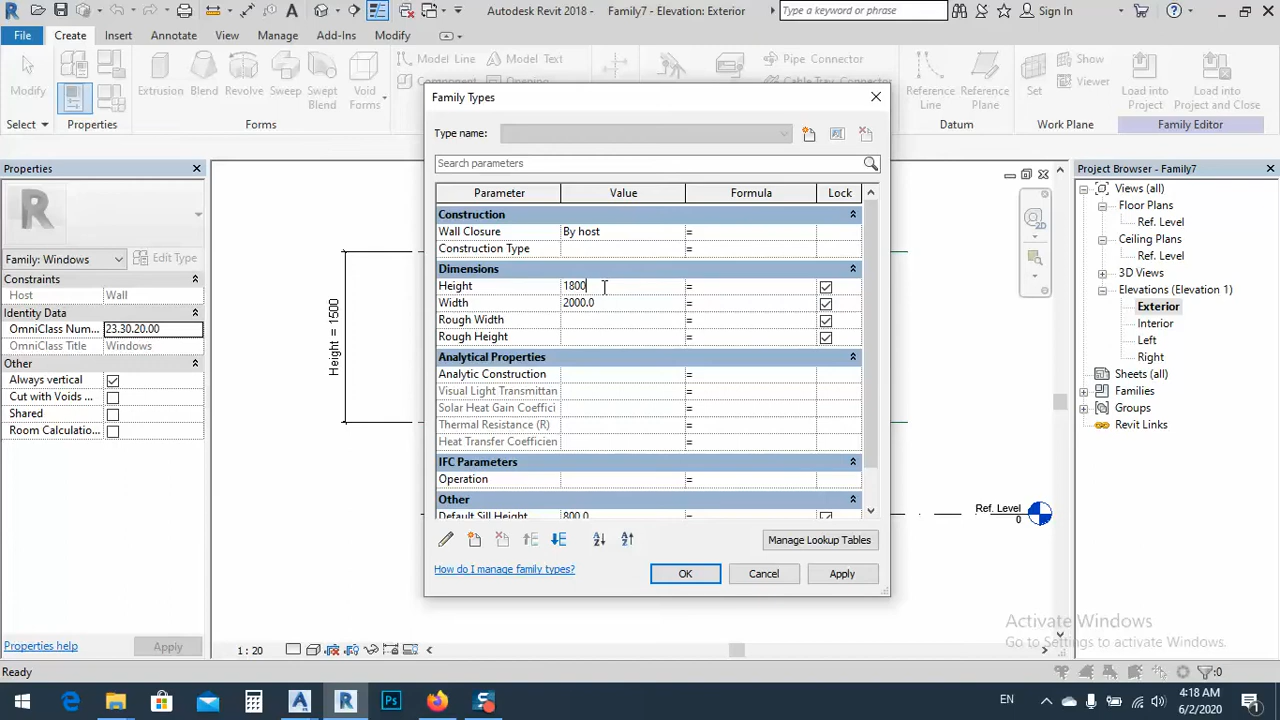 Autodesk Revit 2018 - Family7 - Elevation: Exterior
Type a keyword or phrase
Sign In
File Create Insert Annotate View Manage Add-Ins Modify
Modify
Extrusion Blend Revolve Sweep Swept Blend Forms
Model Line Model Text
Component Opening
Pipe Connector
Cable Tray Connector
Reference Line Reference Plane
Set Show Viewer
Load into Project Load into Project and Close
Select Properties Forms Datum Work Plane Family Editor
Properties
Family: Windows Edit Type
Constraints
Host Wall
Identity Data
OmniClass Num... 23.30.20.00
OmniClass Title Windows
Other
Always vertical
Cut with Voids ...
Shared
Room Calculatio...
Properties help Apply
Height = 1500
Family Types
Type name:
Search parameters
Parameter Value Formula Lock
Construction
Wall Closure By host =
Construction Type =
Dimensions
Height 1800 =
Width 2000.0 =
Rough Width =
Rough Height =
Analytical Properties
Analytic Construction =
Visual Light Transmittan =
Solar Heat Gain Coeffici =
Thermal Resistance (R) =
Heat Transfer Coefficien =
IFC Parameters
Operation =
Other
Default Sill Height 800.0 =
Manage Lookup Tables
How do I manage family types?
OK Cancel Apply
Ref. Level
0
Project Browser - Family7
Views (all)
Floor Plans
Ref. Level
Ceiling Plans
Ref. Level
3D Views
Elevations (Elevation 1)
Exterior
Interior
Left
Right
Sheets (all)
Families
Groups
Revit Links
Activate Windows
Go to Settings to activate Windows.
1 : 20
Ready
:0
EN
4:18 AM
6/2/2020